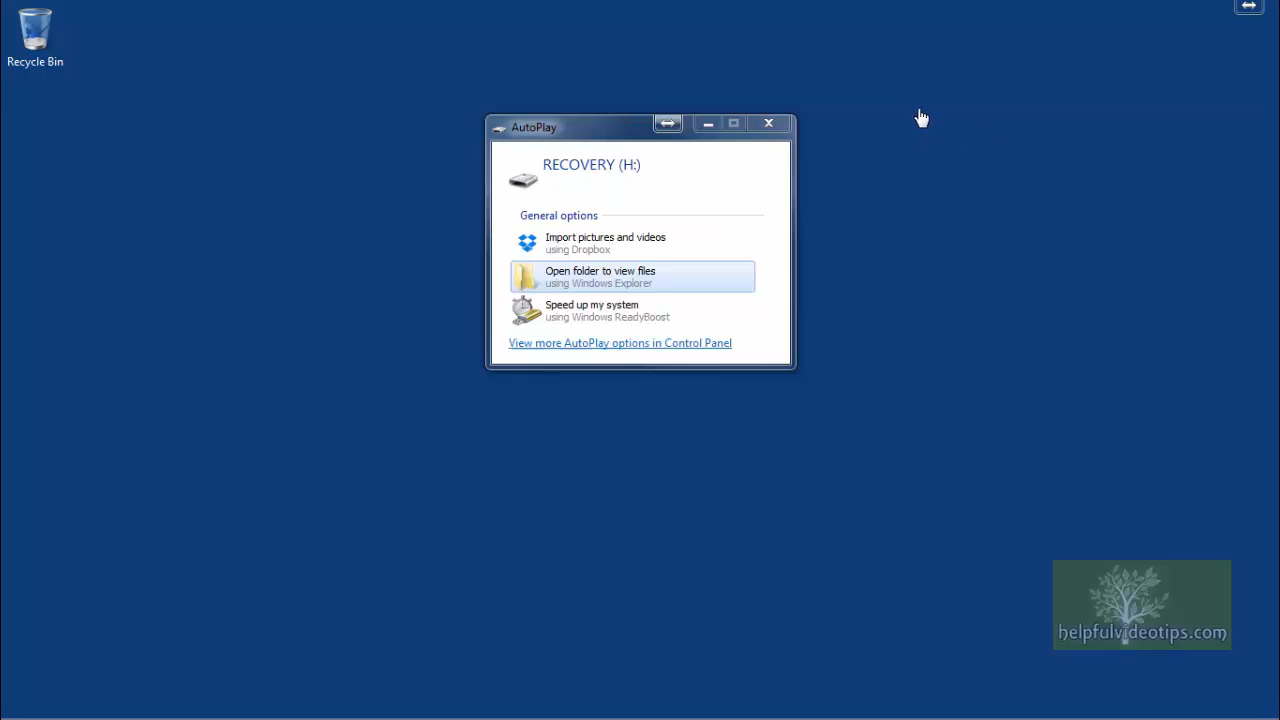 Recycle Bin
AutoPlay
RECOVERY (H:)
General options
Import pictures and videos
using Dropbox
Open folder to view files
using Windows Explorer
Speed up my system
using Windows ReadyBoost
View more AutoPlay options in Control Panel
helpfulvideotips.com